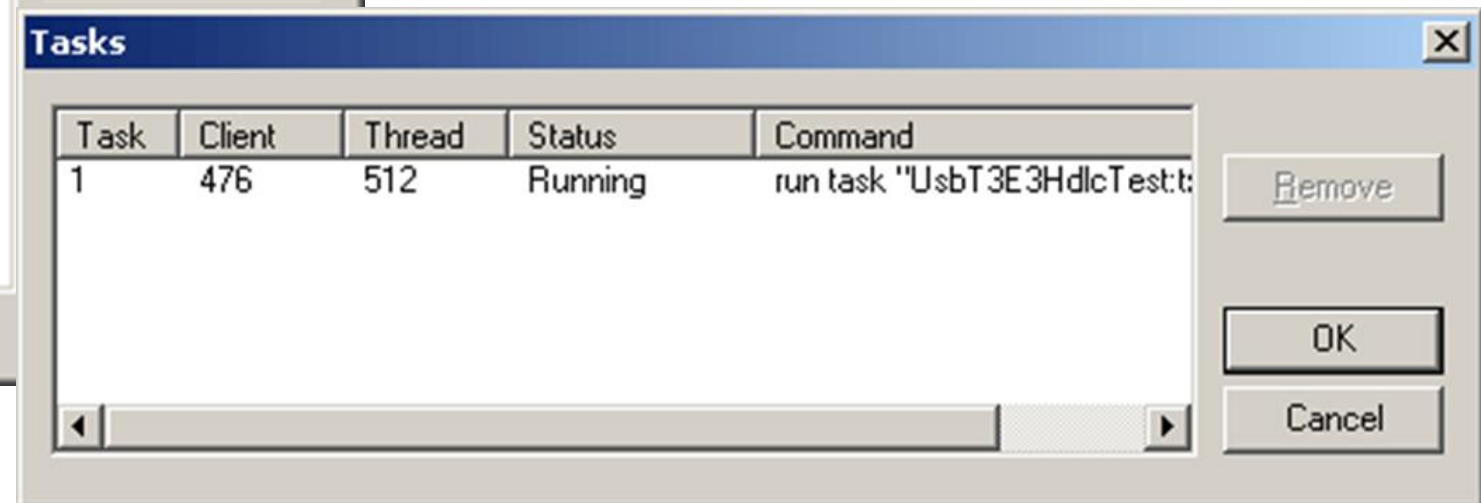 Tasks
Task Client Thread Status Command
1 476 512 Running run task "UsbT3E3HdlcTest:t
Remove
OK
Cancel